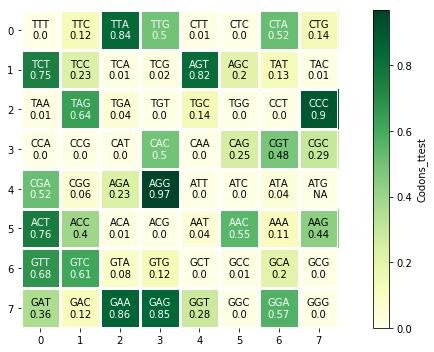 TTT TTC TTA TTG CTT CTC CTA CTG
0 0.0 0.12 0.84 0.5 0.01 0.0 0.52 0.14
TCT TCC TCA TCG AGT AGC TAT TAC
1 0.75 0.23 0.01 0.02 0.82 0.2 0.13 0.01
TAA TAG TGA TGT TGC TGG CCT CCC
2 0.01 0.64 0.04 0.0 0.14 0.0 0.0 0.9
CCA CCG CAT CAC CAA CAG CGT CGC
3 0.0 0.0 0.0 0.5 0.0 0.25 0.48 0.29
CGA CGG AGA AGG ATT ATC ATA ATG
4 0.52 0.06 0.23 0.97 0.0 0.0 0.04 NA
ACT ACC ACA ACG AAT AAC AAA AAG
5 0.76 0.4 0.01 0.0 0.04 0.55 0.11 0.44
GTT GTC GTA GTG GCT GCC GCA GCG
6 0.68 0.61 0.08 0.12 0.0 0.01 0.2 0.0
GAT GAC GAA GAG GGT GGC GGA GGG
7 0.36 0.12 0.86 0.85 0.28 0.0 0.57 0.0
0 1 2 3 4 5 6 7
0.8
0.6
0.4
0.2
0.0
Codons_ttest